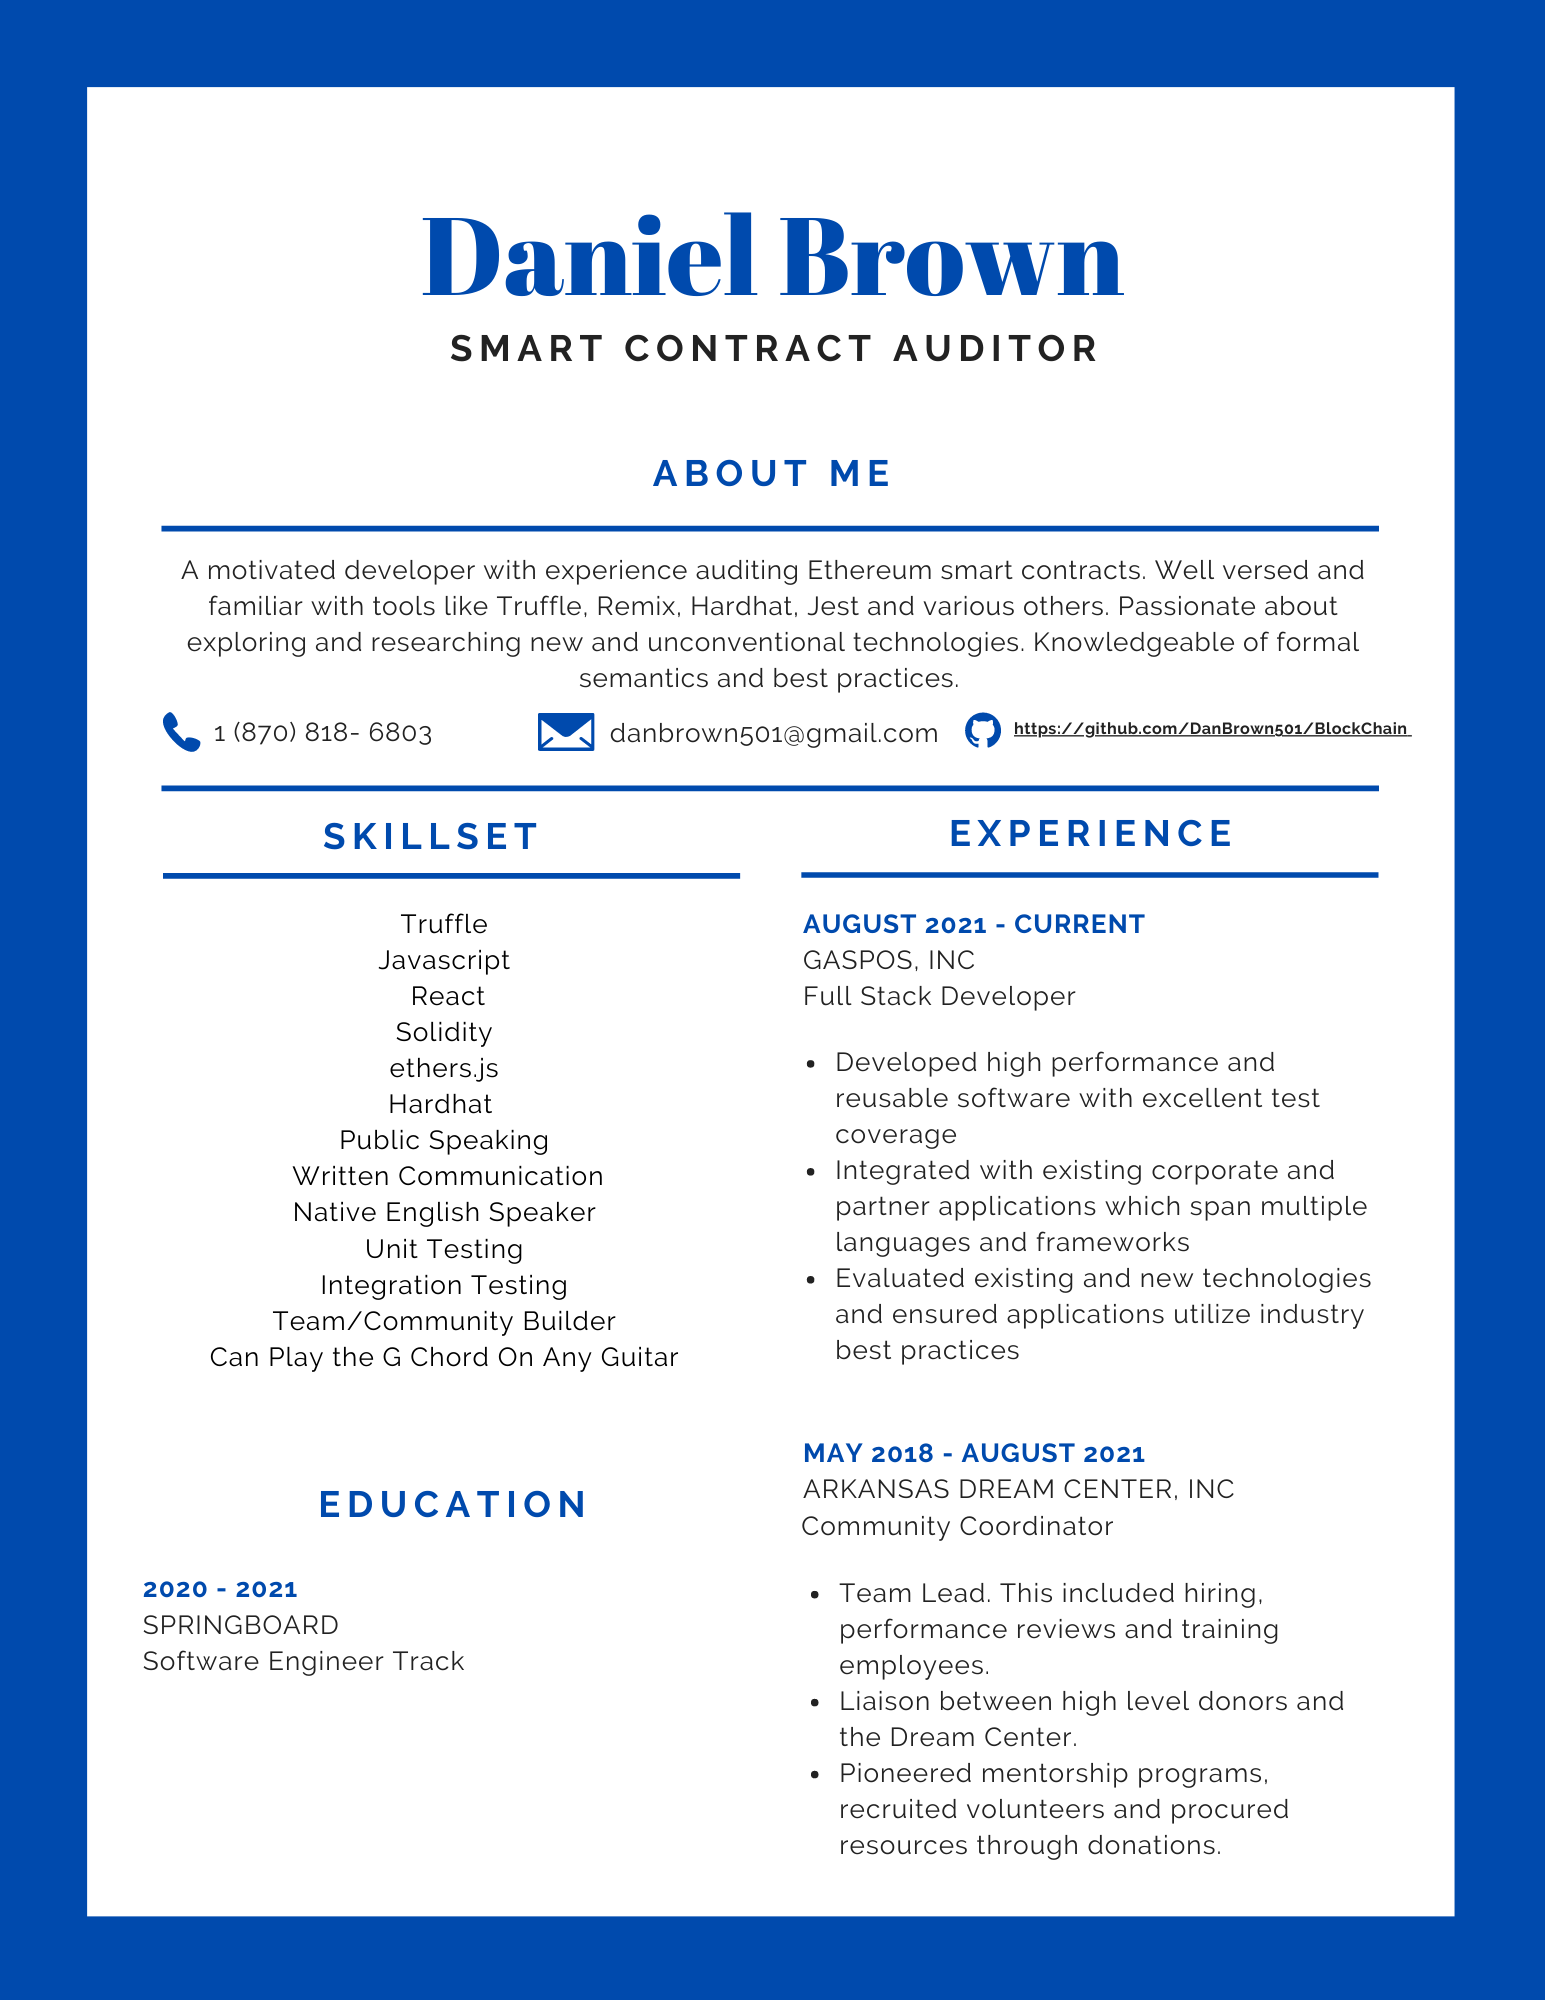 Daniel Brown
SMART CONTRACT AUDITOR
ABOUT ME
A motivated developer with experience auditing Ethereum smart contracts. Well versed and
familiar with tools like Truffle, Remix, Hardhat, Jest and various others. Passionate about
exploring and researching new and unconventional technologies. Knowledgeable of formal
semantics and best practices.
1 (870) 818- 6803
danbrown501@gmail.com
https://github.com/DanBrown501/BlockChain
SKILLSET
Truffle
Javascript
React
Solidity
ethers.js
Hardhat
Public Speaking
Written Communication
Native English Speaker
Unit Testing
Integration Testing
Team/Community Builder
Can Play the G Chord On Any Guitar
EDUCATION
2020 - 2021
SPRINGBOARD
Software Engineer Track
EXPERIENCE
AUGUST 2021 - CURRENT
GASPOS, INC
Full Stack Developer
• Developed high performance and
reusable software with excellent test
coverage
• Integrated with existing corporate and
partner applications which span multiple
languages and frameworks
• Evaluated existing and new technologies
and ensured applications utilize industry
best practices
MAY 2018 - AUGUST 2021
ARKANSAS DREAM CENTER, INC
Community Coordinator
• Team Lead. This included hiring,
performance reviews and training
employees.
• Liaison between high level donors and
the Dream Center.
• Pioneered mentorship programs,
recruited volunteers and procured
resources through donations.